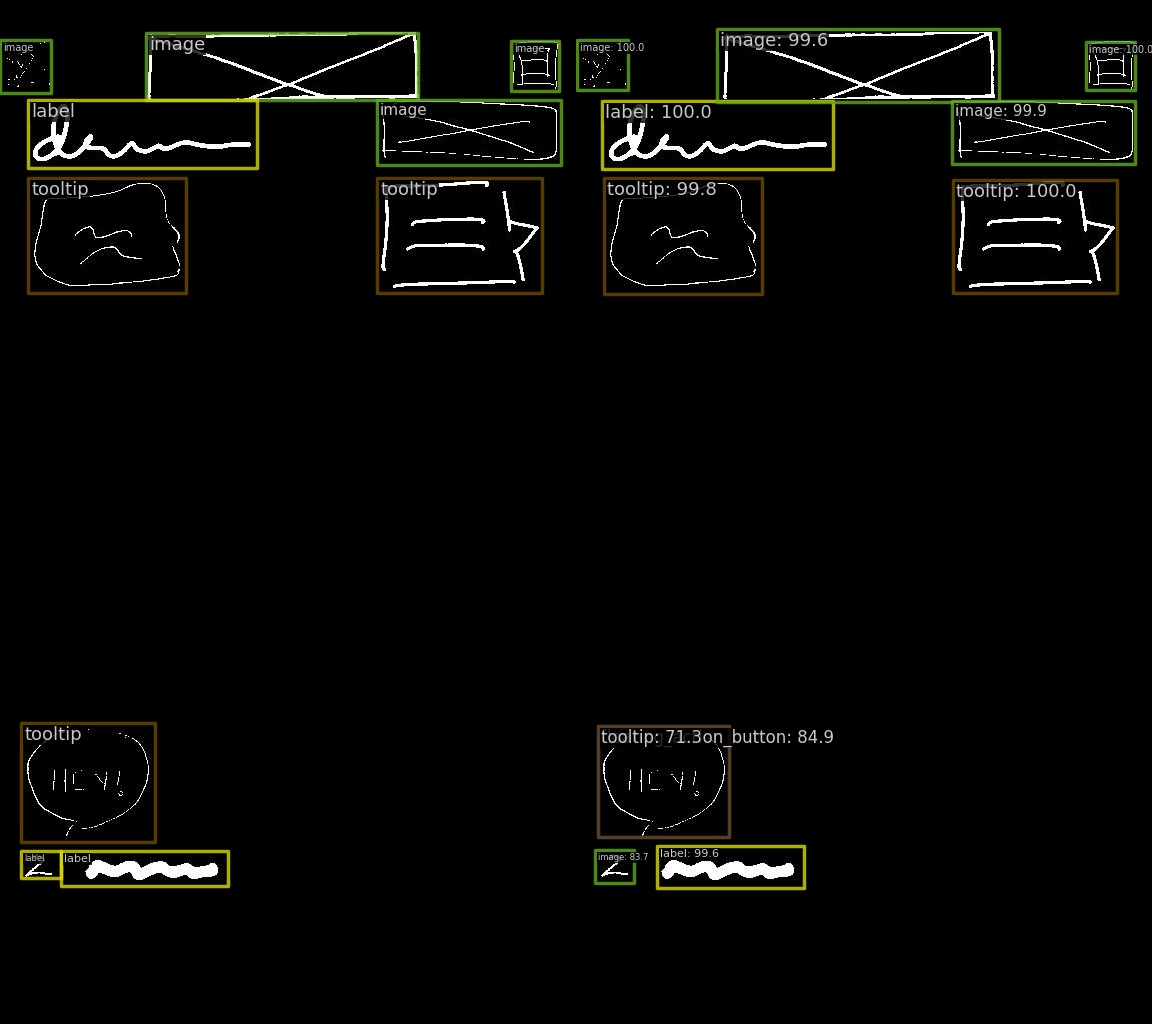 image image image image: 100.0 image: 99.6 image: 100.0
label image label: 100.0 image: 99.9
tooltip tooltip tooltip: 99.8 tooltip: 100.0
tooltip tooltip: 71.3on_button: 84.9
HEY! HEY!
label label image: 83.7 label: 99.6